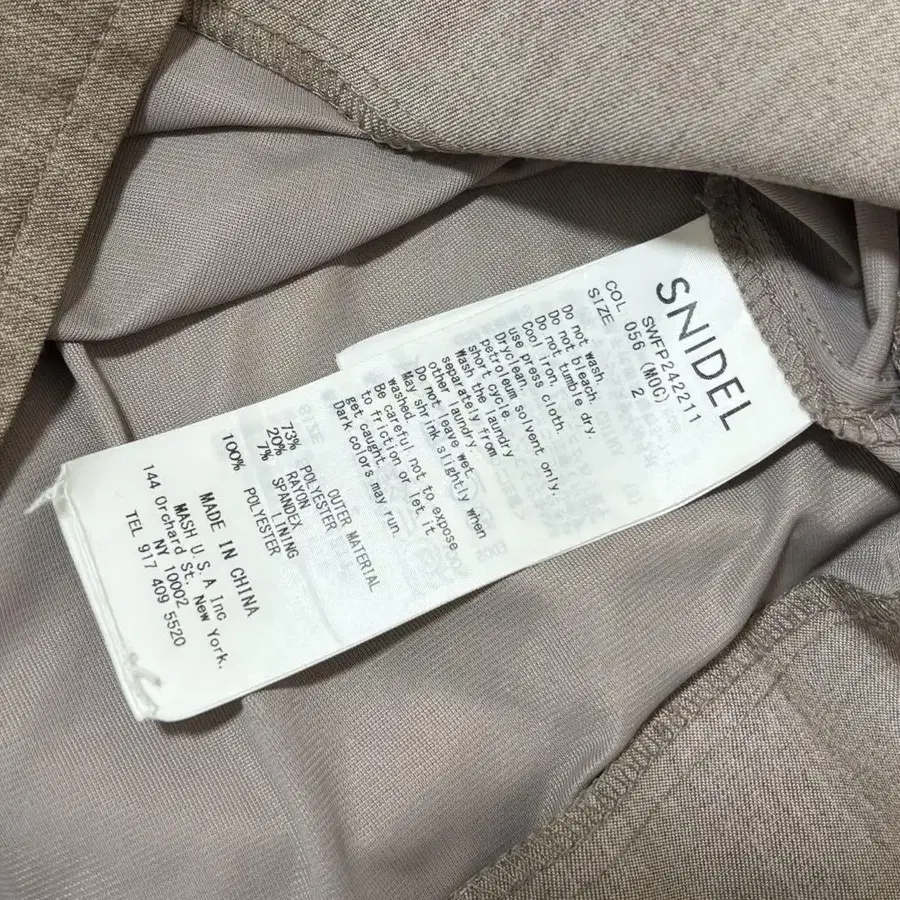 SNIDEL
SWFP242211
COL 056 (MOC)
SIZE 2
Do not wash.
Do not bleach.
Do not tumble dry.
Cool iron.
use press cloth.
Dryclean,
petroleum solvent only.
short cycle
Wash the laundry
separately from
other laundry.
Do not leave wet,
May shrink slightly when
washed.
Be careful not to expose
to friction or let it
get caught.
Dark colors may run.
OUTER MATERIAL
73% POLYESTER
20% RAYON
7% SPANDEX
LINING
100% POLYESTER
MADE IN CHINA
MASH U.S.A Inc
144 Orchard St. New York,
NY 10002
TEL 917 409 5520